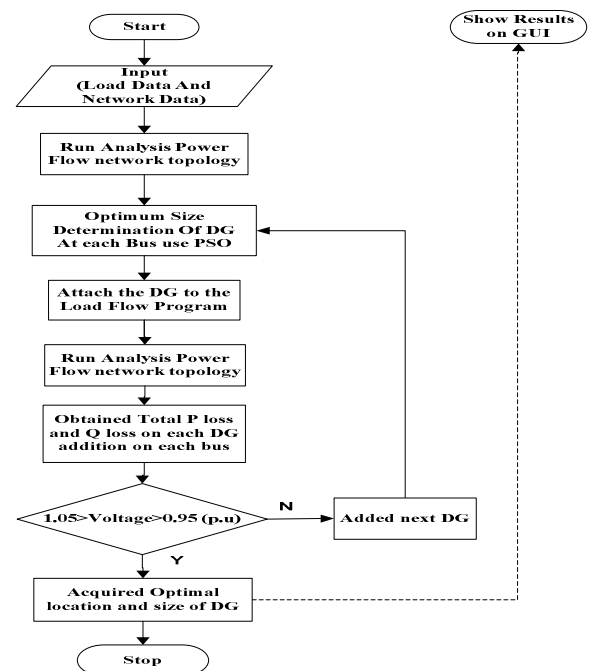 Start
Show Results
on GUI
Input
(Load Data And
Network Data)
Run Analysis Power
Flow network topology
Optimum Size
Determination Of DG
At each Bus use PSO
Attach the DG to the
Load Flow Program
Run Analysis Power
Flow network topology
Obtained Total P loss
and Q loss on each DG
addition on each bus
1.05>Voltage>0.95 (p.u)
N
Added next DG
Y
Acquired Optimal
location and size of DG
Stop